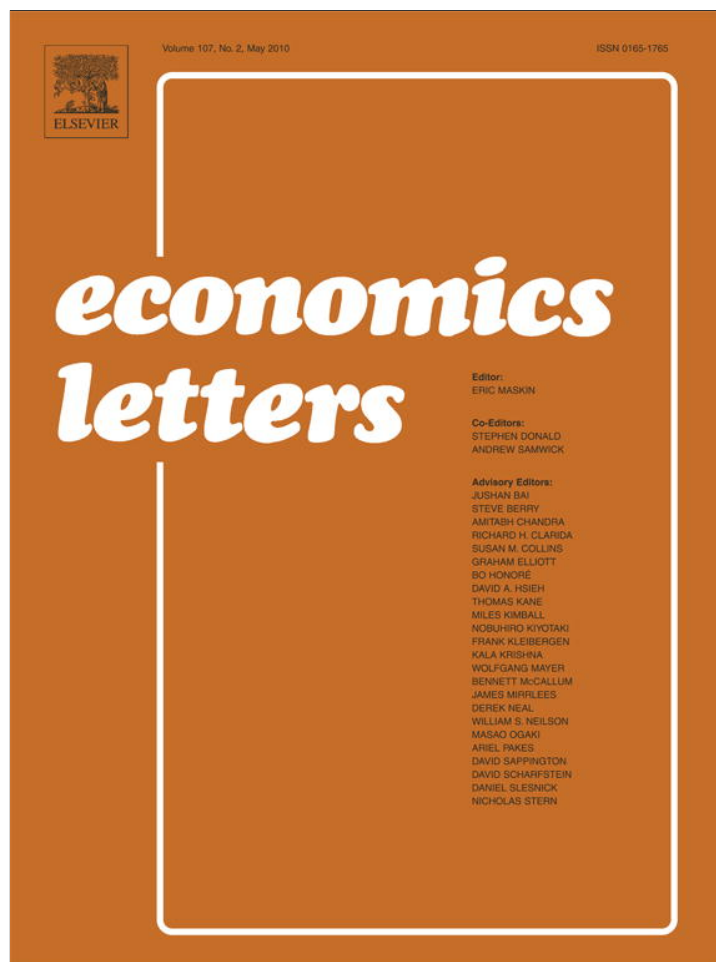 Volume 107, No. 2, May 2010
ISSN 0165-1765
ELSEVIER
economics
letters
Editor:
ERIC MASKIN
Co-Editors:
STEPHEN DONALD
ANDREW SAMWICK
Advisory Editors:
JUSHAN BAI
STEVE BERRY
AMITABH CHANDRA
RICHARD H. CLARIDA
SUSAN M. COLLINS
GRAHAM ELLIOTT
BO HONORÉ
DAVID A. HSIEH
THOMAS KANE
MILES KIMBALL
NOBUHIRO KIYOTAKI
FRANK KLEIBERGEN
KALA KRISHNA
WOLFGANG MAYER
BENNETT McCALLUM
JAMES MIRRLEES
DEREK NEAL
WILLIAM S. NEILSON
MASAO OGAKI
ARIEL PAKES
DAVID SAPPINGTON
DAVID SCHARFSTEIN
DANIEL SLESNICK
NICHOLAS STERN